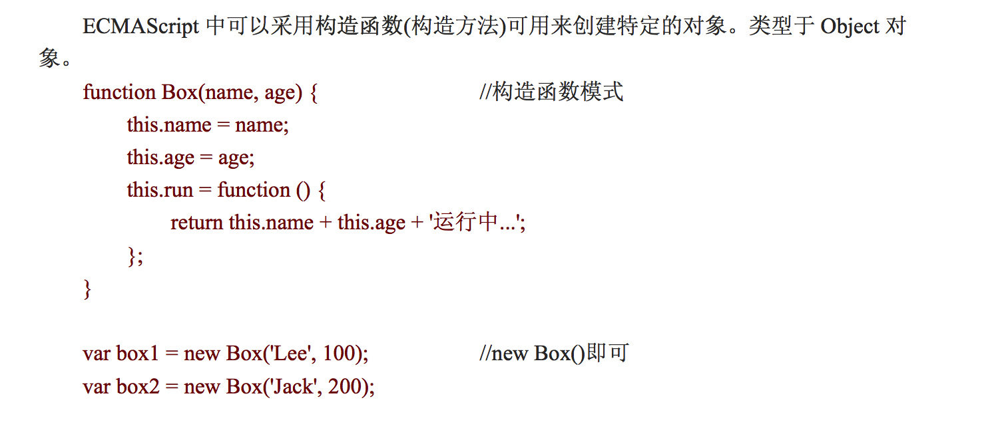 ECMAScript 中可以采用构造函数(构造方法)可用来创建特定的对象。类型于 Object 对
象。
function Box(name, age) { //构造函数模式
this.name = name;
this.age = age;
this.run = function () {
return this.name + this.age + '运行中...';
};
}
var box1 = new Box('Lee', 100); //new Box()即可
var box2 = new Box('Jack', 200);